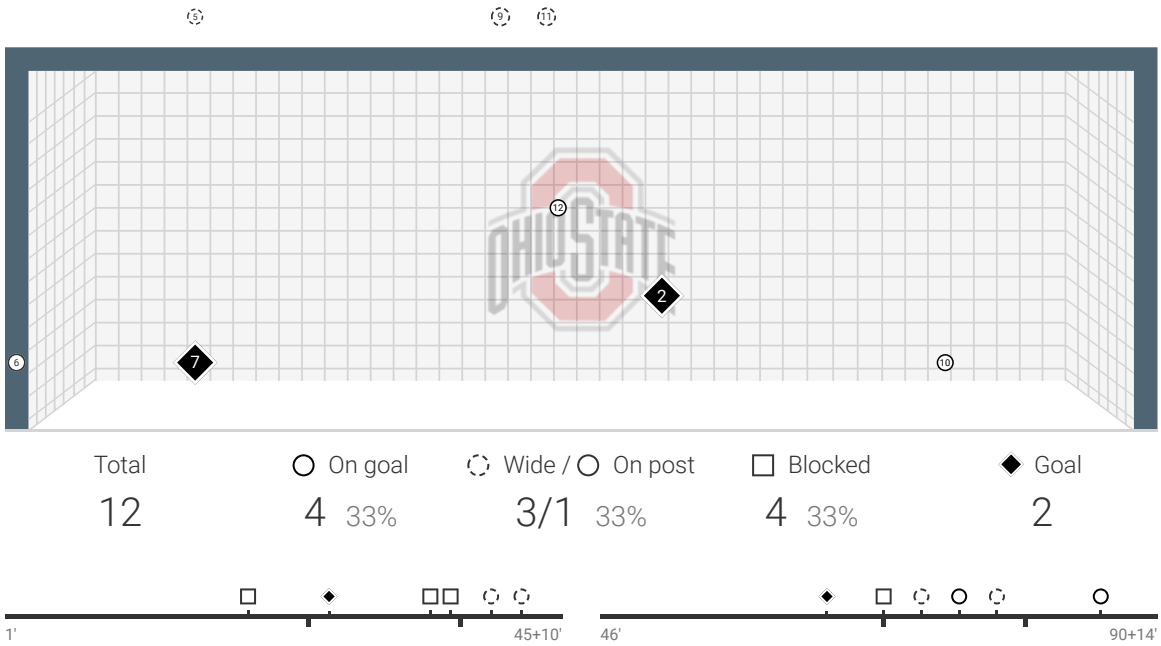 5 9 11
12
OHIO STATE
2
7
6
10
Total On goal Wide / On post Blocked Goal
12 4 33% 3/1 33% 4 33% 2
1' 45+10' 46' 90+14'